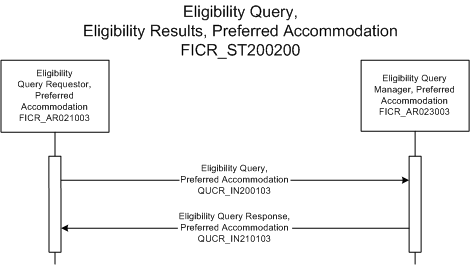 Eligibility Query,
Eligibility Results, Preferred Accommodation
FICR_ST200200
Eligibility
Query Requestor,
Preferred
Accommodation
FICR_AR021003
Eligibility Query
Manager, Preferred
Accommodation
FICR_AR023003
Eligibility Query,
Preferred Accommodation
QUCR_IN200103
Eligibility Query Response,
Preferred Accommodation
QUCR_IN210103